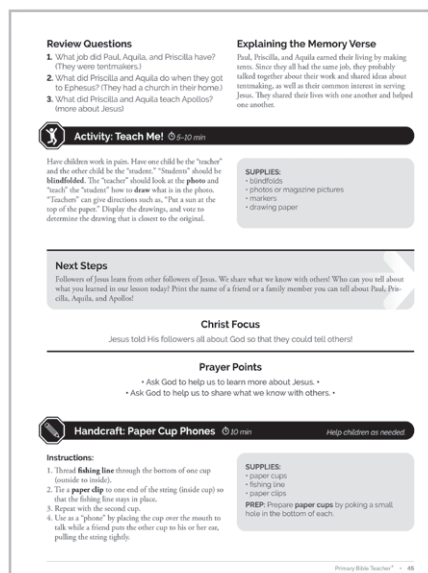 Review Questions
1. What job did Paul, Aquila, and Priscilla have?
(They were tentmakers.)
2. What did Priscilla and Aquila do when they got
to Ephesus? (They had a church in their home.)
3. What did Priscilla and Aquila teach Apollos?
(more about Jesus)
Explaining the Memory Verse
Paul, Priscilla, and Aquila earned their living by making
tents. Since they all had the same job, they probably
talked together about their work and shared ideas about
tentmaking, as well as their common interest in serving
Jesus. They shared their lives with one another and helped
one another.
Activity: Teach Me! 5-10 min
Have children work in pairs. Have one child be the "teacher"
and the other child be the "student." "Students" should be
blindfolded. The "teacher" should look at the photo and
"teach" the "student" how to draw what is in the photo.
"Teachers" can give directions such as, "Put a sun at the
top of the paper." Display the drawings, and vote to
determine the drawing that is closest to the original.
SUPPLIES:
• blindfolds
• photos or magazine pictures
• markers
• drawing paper
Next Steps
Followers of Jesus learn from other followers of Jesus. We share what we know with others! Who can you tell about
what you learned in our lesson today? Print the name of a friend or a family member you can tell about Paul, Pris-
cilla, Aquila, and Apollos!
Christ Focus
Jesus told His followers all about God so that they could tell others!
Prayer Points
• Ask God to help us to learn more about Jesus. •
• Ask God to help us to share what we know with others. •
Handcraft: Paper Cup Phones 10 min
Help children as needed.
Instructions:
1. Thread fishing line through the bottom of one cup
(outside to inside).
2. Tie a paper clip to one end of the string (inside cup) so
that the fishing line stays in place.
3. Repeat with the second cup.
4. Use as a "phone" by placing the cup over the mouth to
talk while a friend puts the other cup to his or her ear,
pulling the string tightly.
SUPPLIES:
• paper cups
• fishing line
• paper clips
PREP: Prepare paper cups by poking a small
hole in the bottom of each.
Primary Bible Teacher® • 45